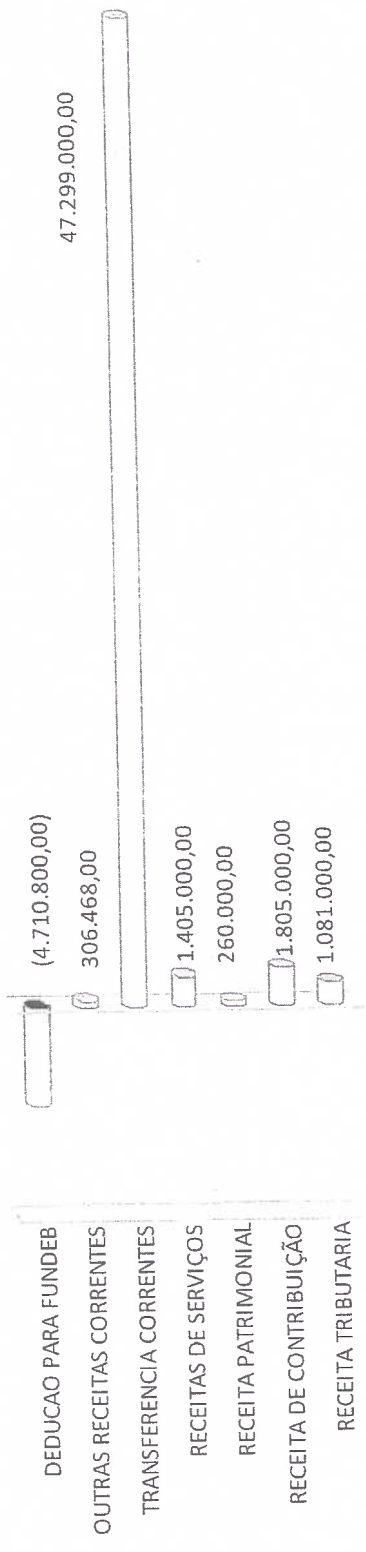 DEDUCAO PARA FUNDEB (4.710.800,00)
OUTRAS RECEITAS CORRENTES 306.468,00
TRANSFERENCIA CORRENTES 47.299.000,00
RECEITAS DE SERVIÇOS 1.405.000,00
RECEITA PATRIMONIAL 260.000,00
RECEITA DE CONTRIBUIÇÃO 1.805.000,00
RECEITA TRIBUTARIA 1.081.000,00